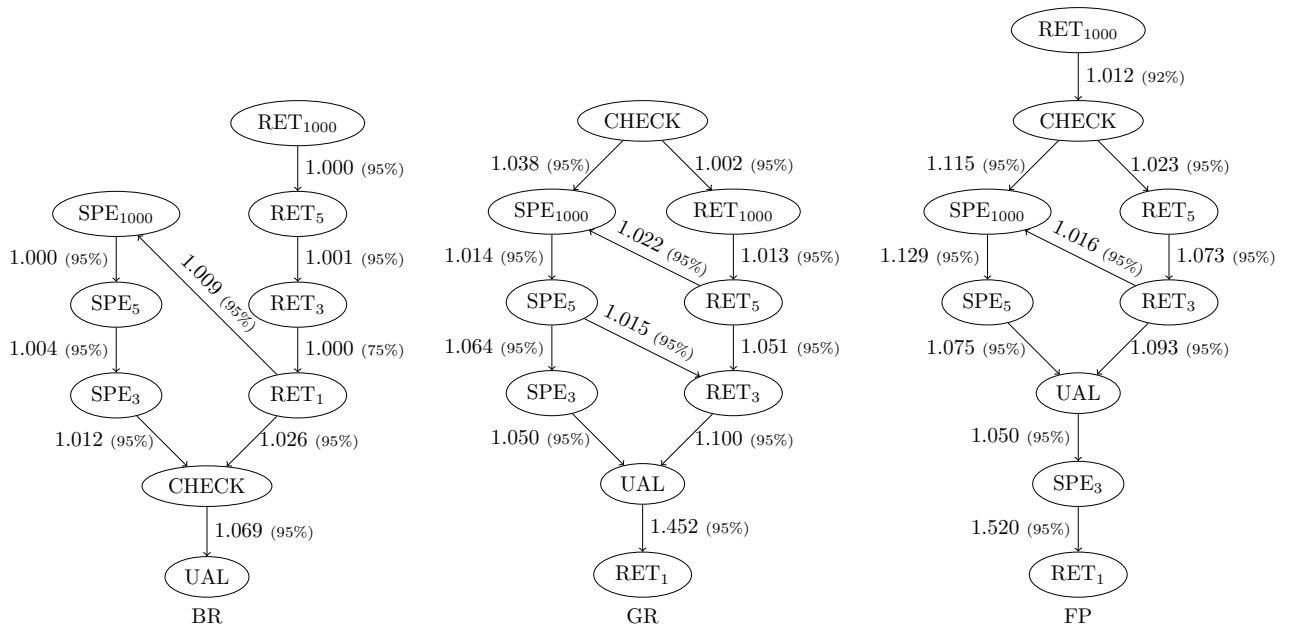 RET1000
1.000 (95%)
SPE1000
RET5
1.000 (95%)
1.009 (95%)
1.001 (95%)
SPE5
RET3
1.004 (95%)
1.000 (75%)
SPE3
RET1
1.012 (95%)
1.026 (95%)
CHECK
1.069 (95%)
UAL
BR
CHECK
1.038 (95%)
1.002 (95%)
SPE1000
RET1000
1.014 (95%)
1.022 (95%)
1.013 (95%)
SPE5
RET5
1.064 (95%)
1.015 (95%)
1.051 (95%)
SPE3
RET3
1.050 (95%)
1.100 (95%)
UAL
1.452 (95%)
RET1
GR
RET1000
1.012 (92%)
CHECK
1.115 (95%)
1.023 (95%)
SPE1000
RET5
1.129 (95%)
1.016 (95%)
1.073 (95%)
SPE5
RET3
1.075 (95%)
1.093 (95%)
UAL
1.050 (95%)
SPE3
1.520 (95%)
RET1
FP